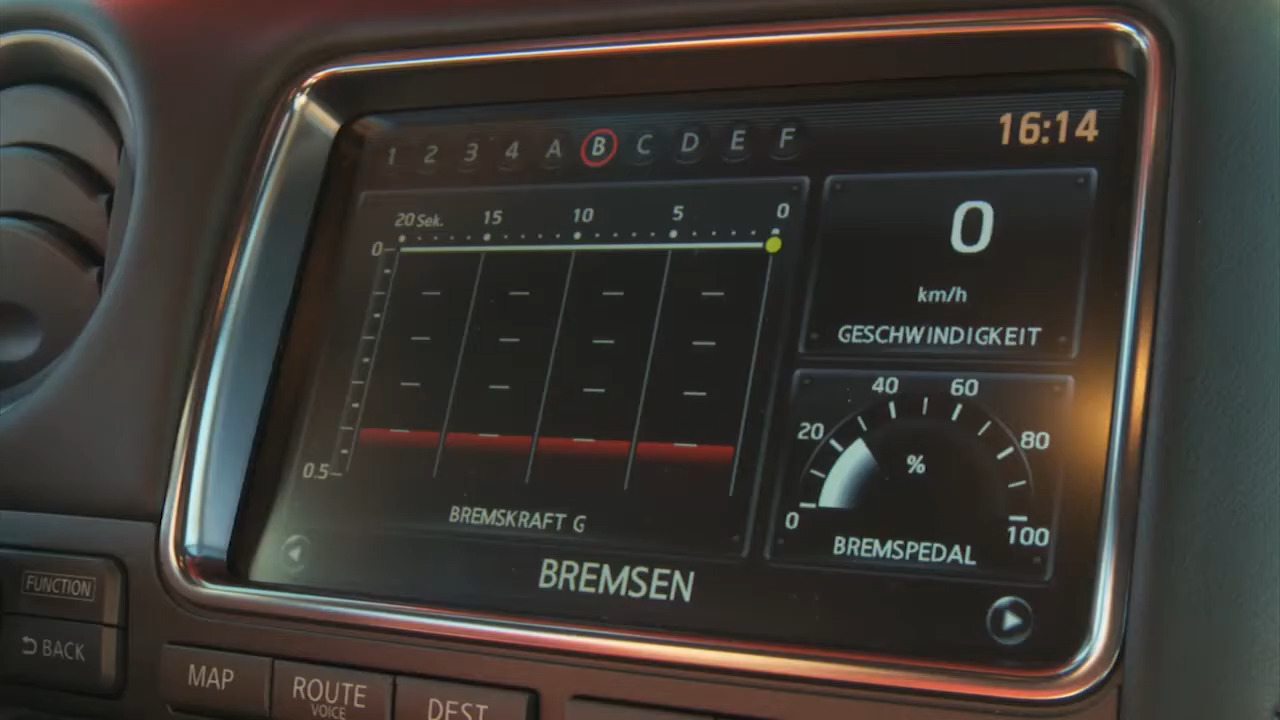 16:14
1 2 3 4 A B C D E F
20 Sek. 15 10 5 0
0
0.5
BREMSKRAFT G
0
km/h
GESCHWINDIGKEIT
0 20 40 60 80 100
%
BREMSPEDAL
BREMSEN
FUNCTION
BACK
MAP
ROUTE
VOICE
DEST